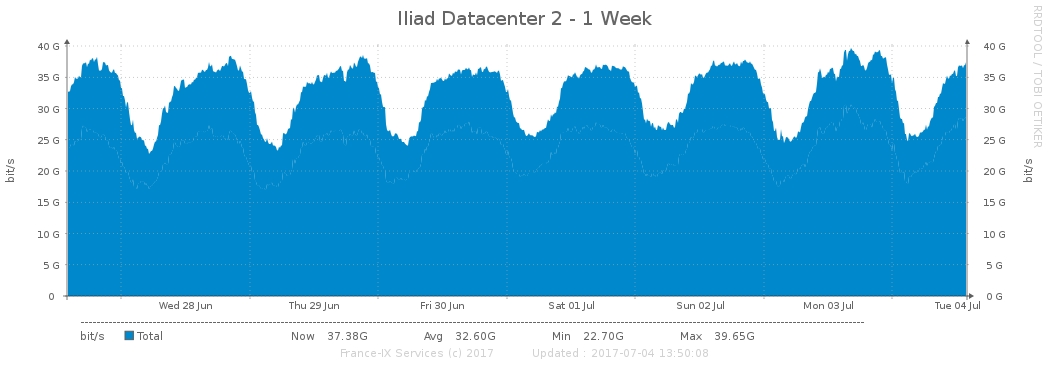 Iliad Datacenter 2 - 1 Week
RRDTOOL / TOBI OETIKER
40 G 40 G
35 G 35 G
30 G 30 G
25 G 25 G
20 G 20 G
15 G 15 G
10 G 10 G
5 G 5 G
0 0 G
bit/s bit/s
Wed 28 Jun Thu 29 Jun Fri 30 Jun Sat 01 Jul Sun 02 Jul Mon 03 Jul Tue 04 Jul
bit/s Total Now 37.38G Avg 32.60G Min 22.70G Max 39.65G
France-IX Services (c) 2017 Updated : 2017-07-04 13:50:08